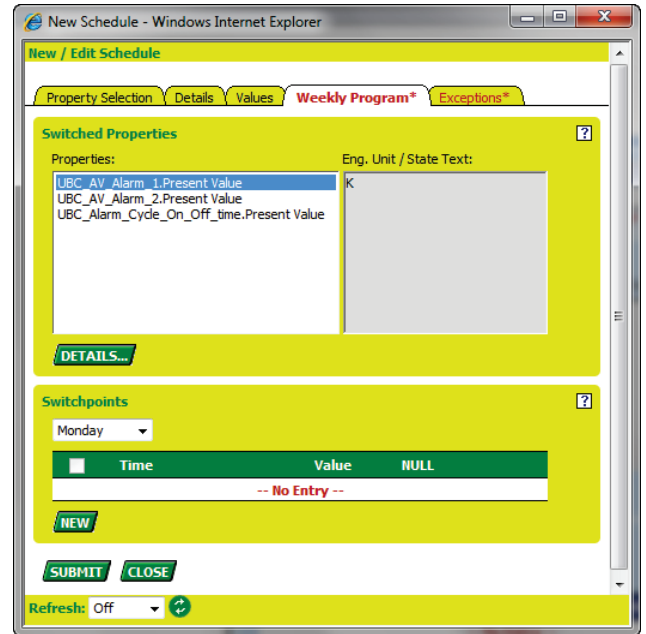 New Schedule - Windows Internet Explorer
New / Edit Schedule
Property Selection Details Values Weekly Program* Exceptions*
Switched Properties ?
Properties: Eng. Unit / State Text:
UBC_AV_Alarm_1.Present Value K
UBC_AV_Alarm_2.Present Value
UBC_Alarm_Cycle_On_Off_time.Present Value
DETAILS...
Switchpoints ?
Monday
Time Value NULL
-- No Entry --
NEW
SUBMIT CLOSE
Refresh: Off